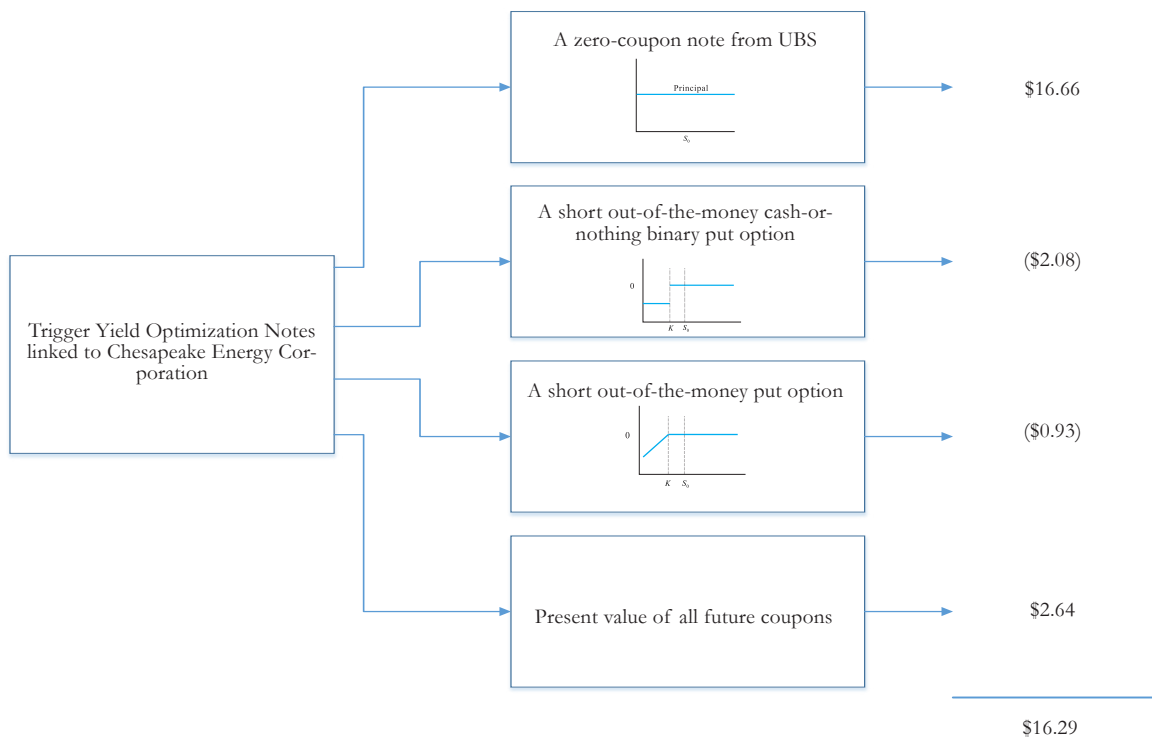 A zero-coupon note from UBS
Principal
S₀
$16.66
A short out-of-the-money cash-or-
nothing binary put option
0
K
S₀
($2.08)
Trigger Yield Optimization Notes
linked to Chesapeake Energy Cor-
poration
A short out-of-the-money put option
0
K
S₀
($0.93)
Present value of all future coupons
$2.64
$16.29